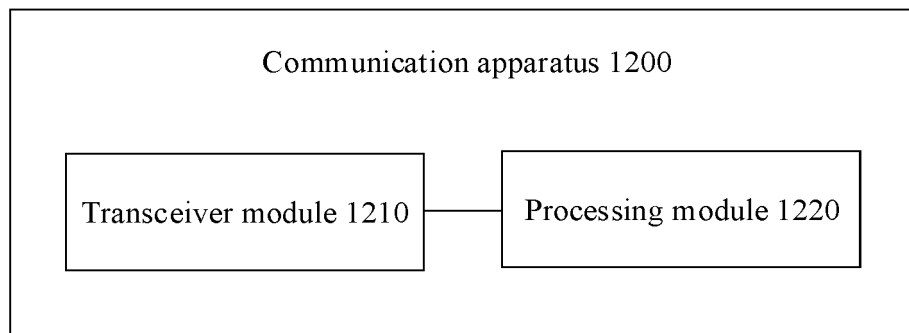 Communication apparatus 1200
Transceiver module 1210
Processing module 1220